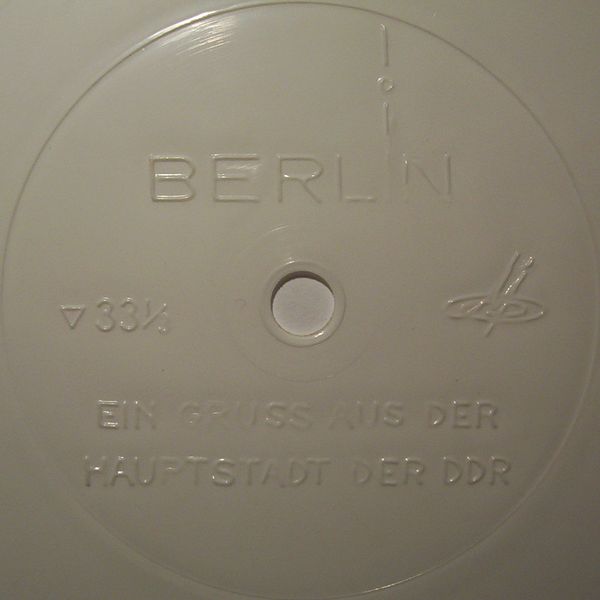 BERLIN
▽ 33⅓
EIN GRUSS AUS DER
HAUPTSTADT DER DDR